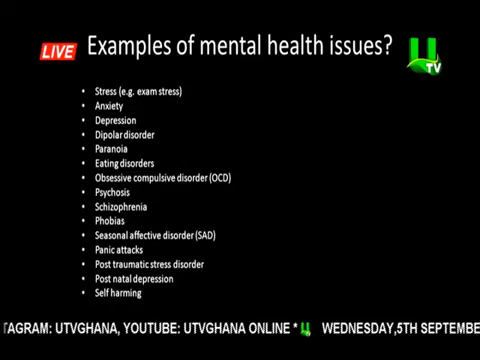 LIVE
Examples of mental health issues?
U
TV
• Stress (e.g. exam stress)
• Anxiety
• Depression
• Dipolar disorder
• Paranoia
• Eating disorders
• Obsessive compulsive disorder (OCD)
• Psychosis
• Schizophrenia
• Phobias
• Seasonal affective disorder (SAD)
• Panic attacks
• Post traumatic stress disorder
• Post natal depression
• Self harming
TAGRAM: UTVGHANA, YOUTUBE: UTVGHANA ONLINE * U WEDNESDAY,5TH SEPTEMBE